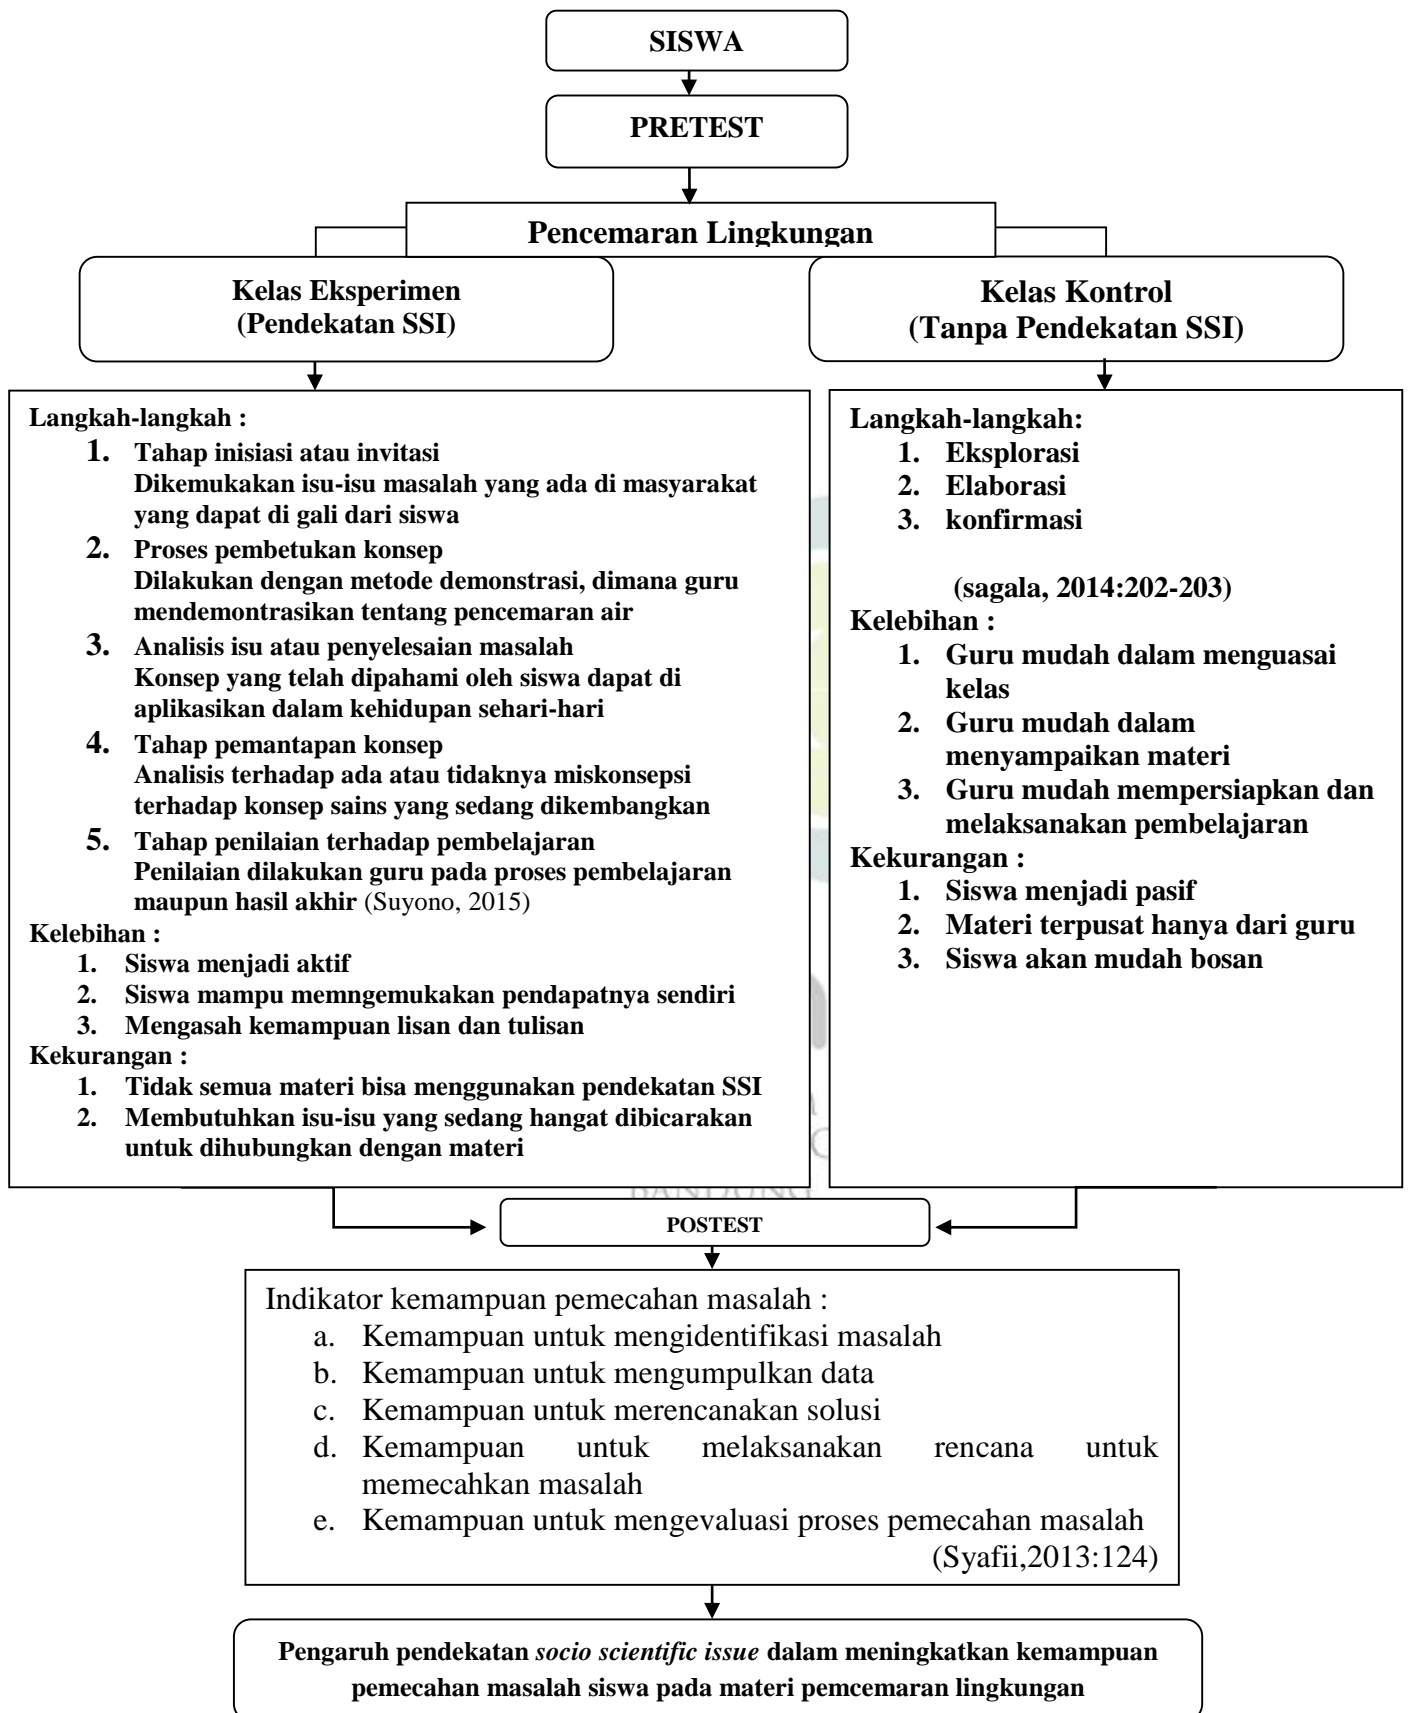 SISWA
PRETEST
Pencemaran Lingkungan
Kelas Eksperimen
(Pendekatan SSI)
Kelas Kontrol
(Tanpa Pendekatan SSI)
Langkah-langkah :
1. Tahap inisiasi atau invitasi
Dikemukakan isu-isu masalah yang ada di masyarakat
yang dapat di gali dari siswa
2. Proses pembetukan konsep
Dilakukan dengan metode demonstrasi, dimana guru
mendemontrasikan tentang pencemaran air
3. Analisis isu atau penyelesaian masalah
Konsep yang telah dipahami oleh siswa dapat di
aplikasikan dalam kehidupan sehari-hari
4. Tahap pemantapan konsep
Analisis terhadap ada atau tidaknya miskonsepsi
terhadap konsep sains yang sedang dikembangkan
5. Tahap penilaian terhadap pembelajaran
Penilaian dilakukan guru pada proses pembelajaran
maupun hasil akhir (Suyono, 2015)
Kelebihan :
1. Siswa menjadi aktif
2. Siswa mampu memngemukakan pendapatnya sendiri
3. Mengasah kemampuan lisan dan tulisan
Kekurangan :
1. Tidak semua materi bisa menggunakan pendekatan SSI
2. Membutuhkan isu-isu yang sedang hangat dibicarakan
untuk dihubungkan dengan materi
Langkah-langkah:
1. Eksplorasi
2. Elaborasi
3. konfirmasi
(sagala, 2014:202-203)
Kelebihan :
1. Guru mudah dalam menguasai
kelas
2. Guru mudah dalam
menyampaikan materi
3. Guru mudah mempersiapkan dan
melaksanakan pembelajaran
Kekurangan :
1. Siswa menjadi pasif
2. Materi terpusat hanya dari guru
3. Siswa akan mudah bosan
BANDUNG
POSTEST
Indikator kemampuan pemecahan masalah :
a. Kemampuan untuk mengidentifikasi masalah
b. Kemampuan untuk mengumpulkan data
c. Kemampuan untuk merencanakan solusi
d. Kemampuan untuk melaksanakan rencana untuk
memecahkan masalah
e. Kemampuan untuk mengevaluasi proses pemecahan masalah
(Syafii,2013:124)
Pengaruh pendekatan socio scientific issue dalam meningkatkan kemampuan
pemecahan masalah siswa pada materi pemcemaran lingkungan